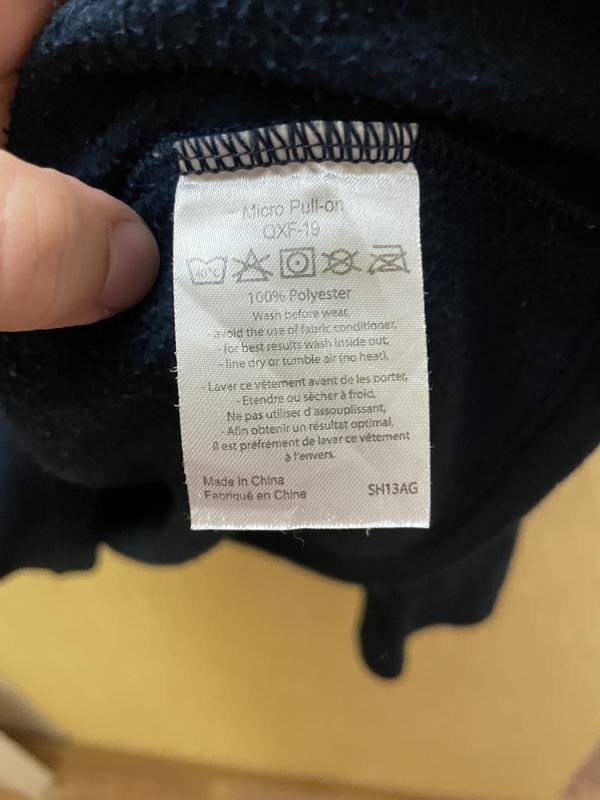 Micro Pull-on
QXF-19
40°C
100% Polyester
Wash before wear,
- avoid the use of fabric conditioner,
- for best results wash inside out,
- line dry or tumble air (no heat).
- Laver ce vêtement avant de les porter,
- Etendre ou sècher à froid,
Ne pas utiliser d'assouplissant,
- Afin obtenir un résultat optimal,
il est préfrément de laver ce vêtement
à l'envers.
Made in China
Fabriqué en Chine
SH13AG